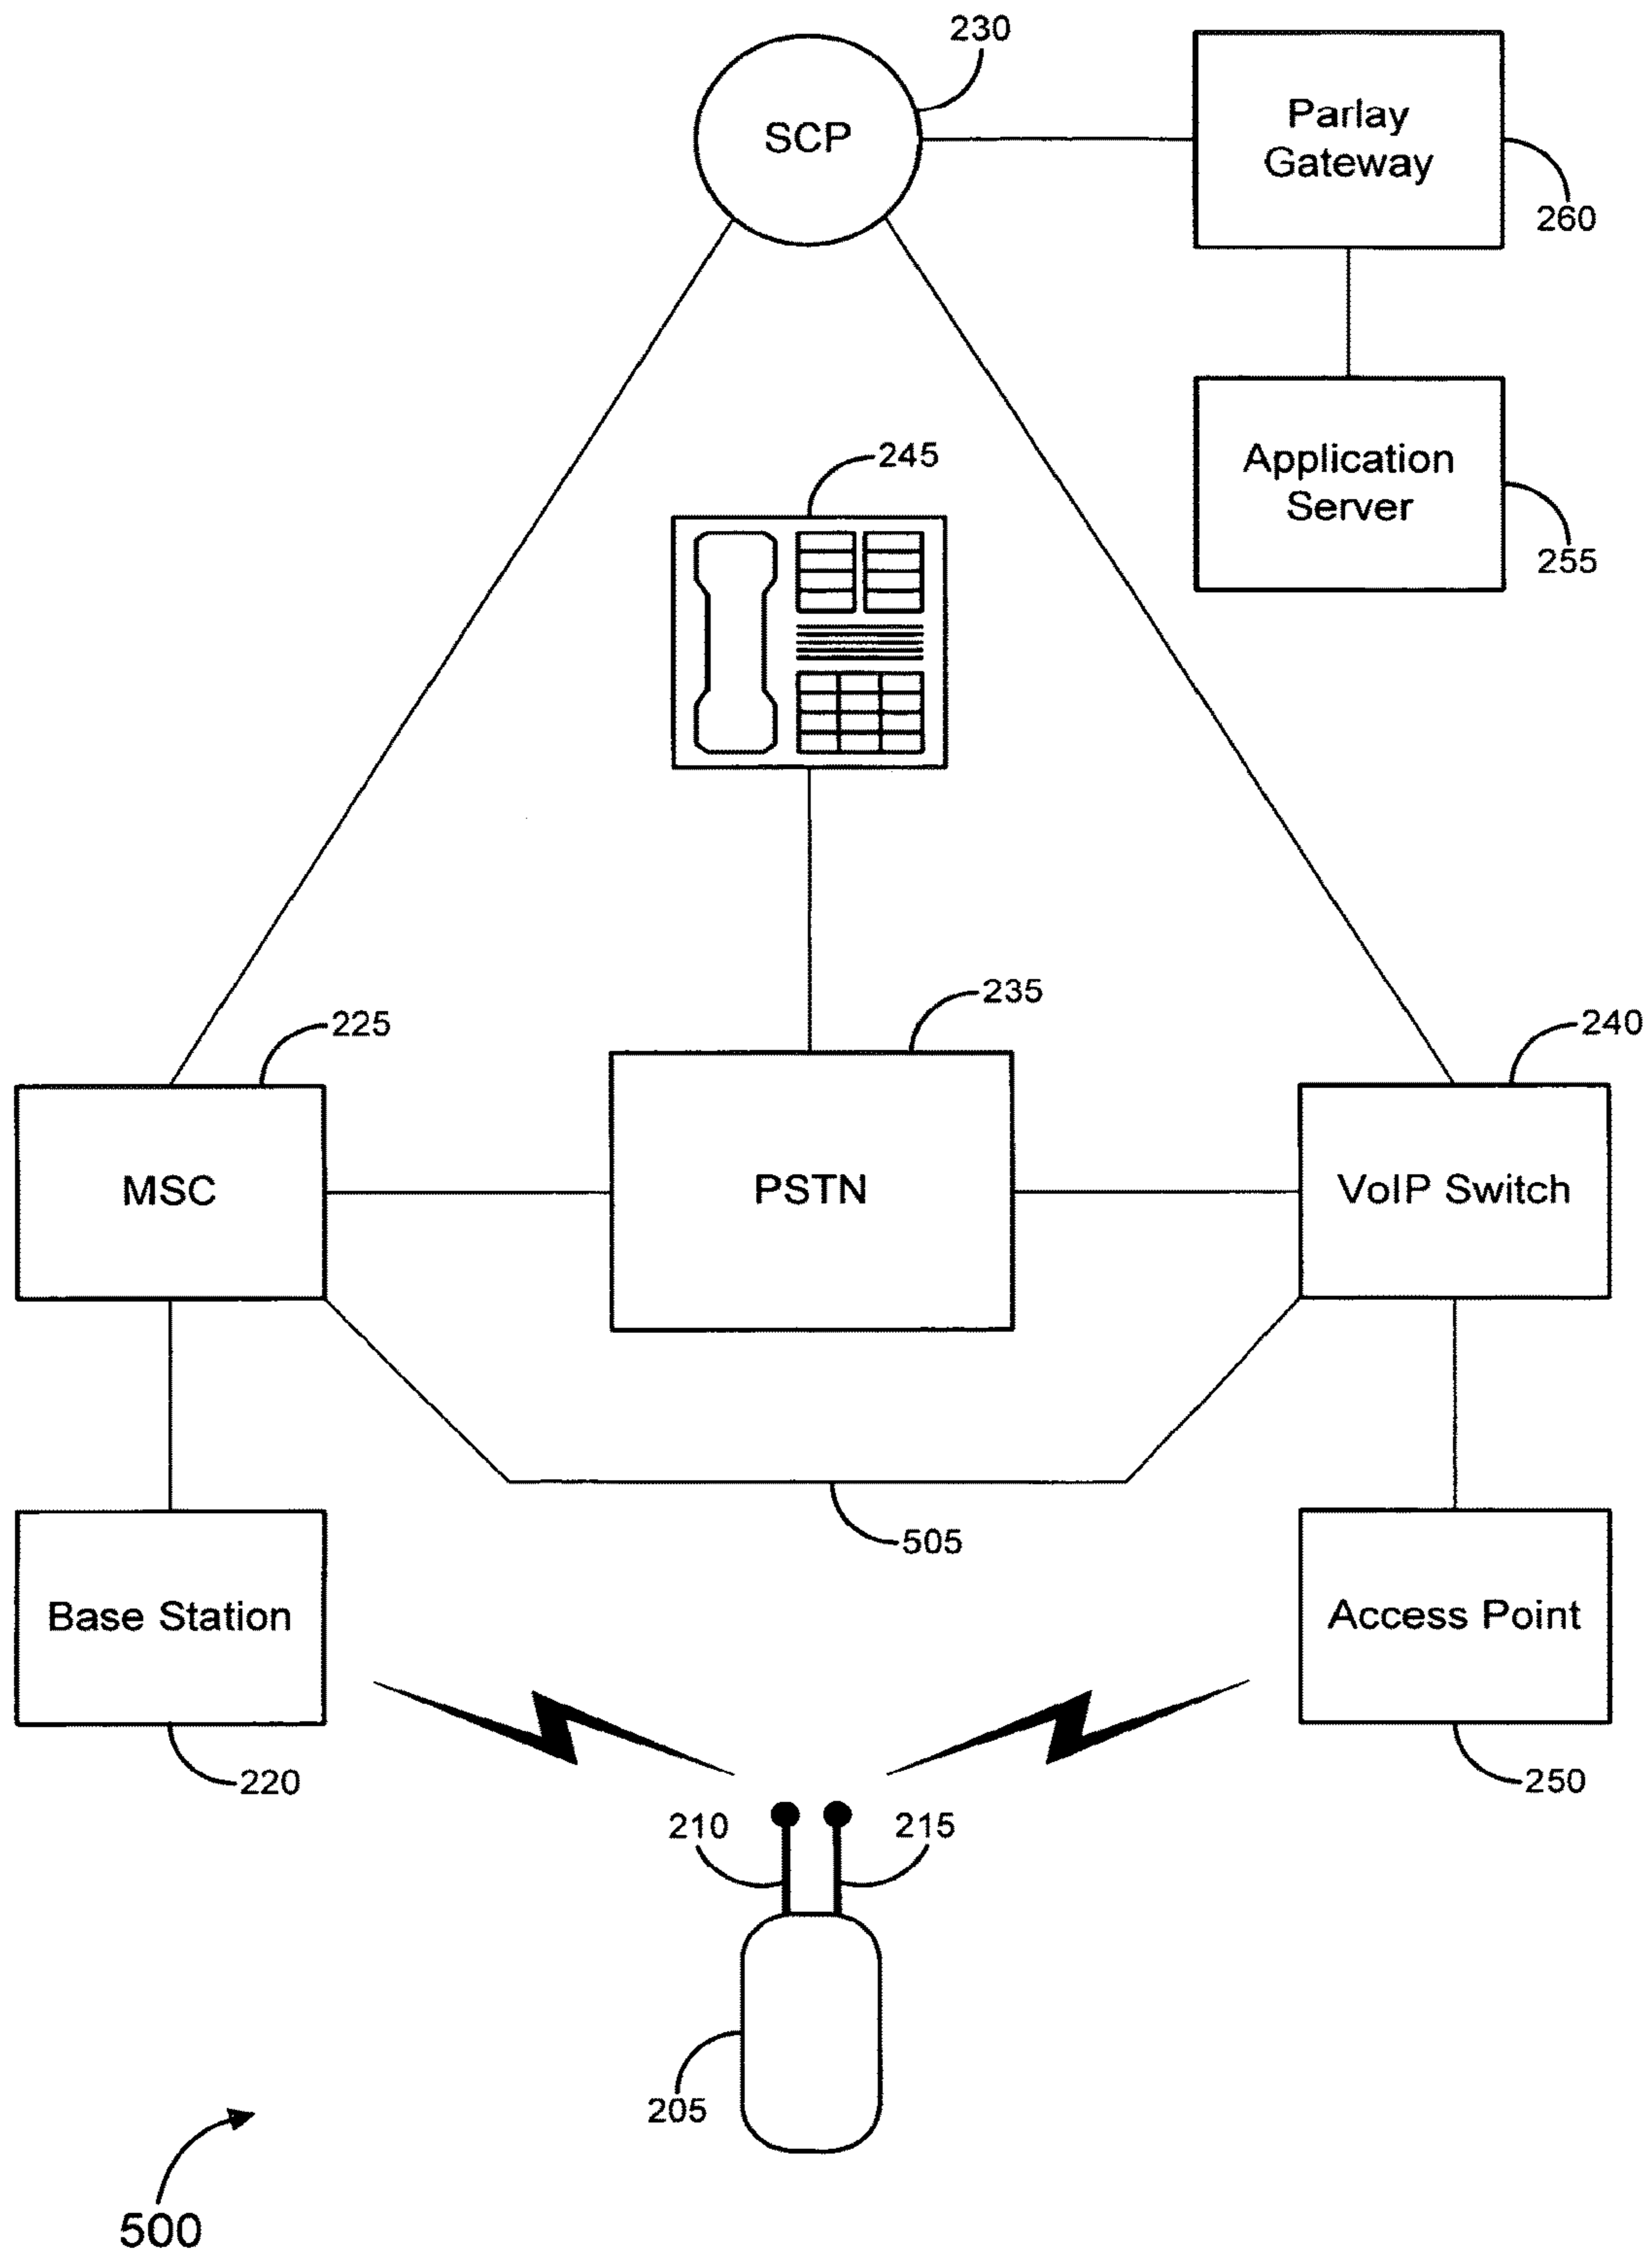 230
SCP
Parlay
Gateway
260
245
Application
Server
255
225
235
240
MSC
PSTN
VoIP Switch
505
Base Station
Access Point
220
250
210
215
205
500